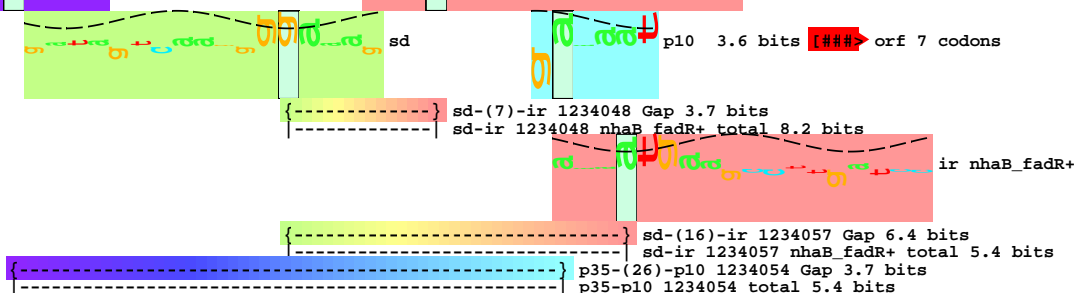 sd
p10 3.6 bits [###> orf 7 codons
{--------------} sd-(7)-ir 1234048 Gap 3.7 bits
|--------------| sd-ir 1234048 nhaB_fadR+ total 8.2 bits
ir nhaB_fadR+
{--------------------------------} sd-(16)-ir 1234057 Gap 6.4 bits
|--------------------------------| sd-ir 1234057 nhaB_fadR+ total 5.4 bits
{----------------------------------------------------} p35-(26)-p10 1234054 Gap 3.7 bits
|----------------------------------------------------| p35-p10 1234054 total 5.4 bits